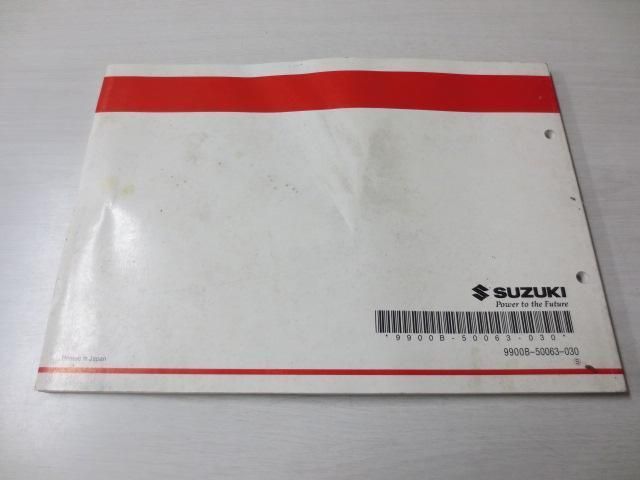 SUZUKI
Power to the Future
*9900B-50063-030*
9900B-50063-030
S
Printed in Japan